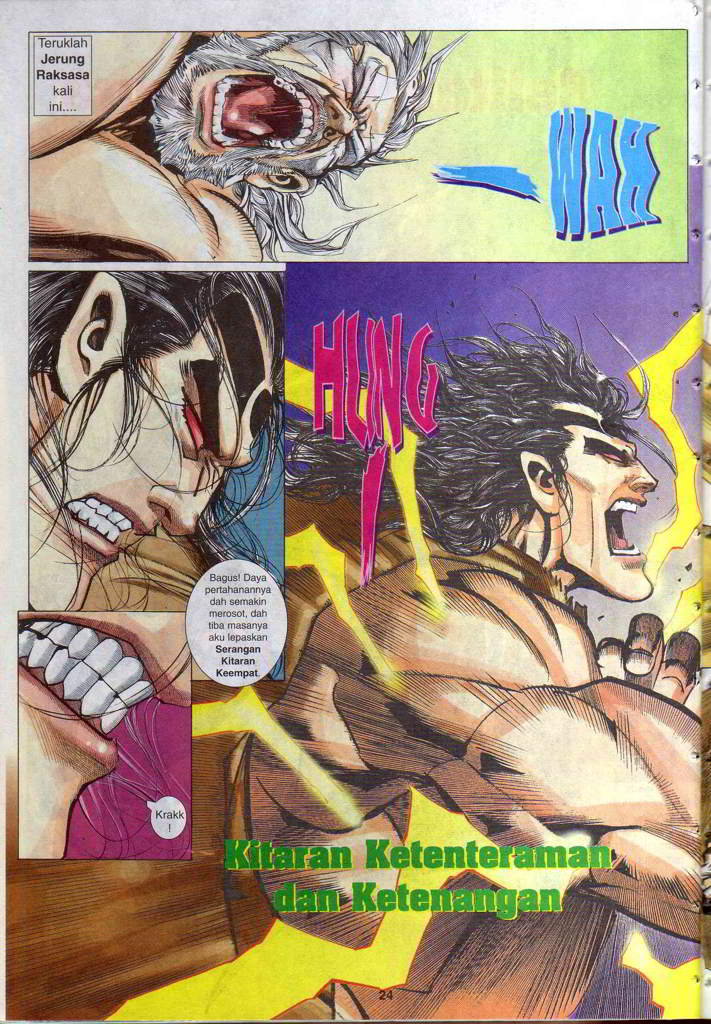 Teruklah
Jerung
Raksasa
kali
ini....
WAH
HUNG
!
Bagus! Daya
pertahanannya
dah semakin
merosot, dah
tiba masanya
aku lepaskan
Serangan
Kitaran
Keempat.
Krakk
!
Kitaran Ketenteraman
dan Ketenangan
24